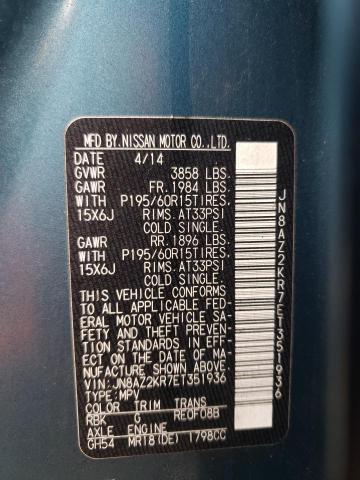 MFD BY.NISSAN MOTOR CO.,LTD.
DATE 4/14
GVWR 3858 LBS.
GAWR FR. 1984 LBS.
WITH P195/60R15TIRES,
15X6J RIMS, AT33PSI
COLD SINGLE.
GAWR RR. 1896 LBS.
WITH P195/60R15TIRES,
15X6J RIMS, AT33PSI
COLD SINGLE.
THIS VEHICLE CONFORMS
TO ALL APPLICABLE FED-
ERAL MOTOR VEHICLE SA-
FETY AND THEFT PREVEN-
TION STANDARDS IN EFF-
ECT ON THE DATE OF MA-
NUFACTURE SHOWN ABOVE.
VIN:JN8AZ2KR7ET351936
TYPE:MPV
COLOR TRIM TRANS
RBK G RE0F08B
AXLE ENGINE
GH54 MR18(DE) 1798CC
JN8AZ2KR7ET351936